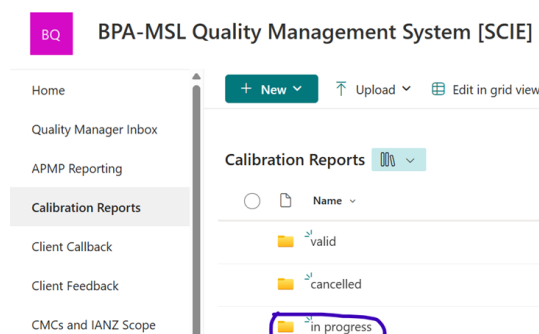 BQ
BPA-MSL Quality Management System [SCIE]
Home
Quality Manager Inbox
APMP Reporting
Calibration Reports
Client Callback
Client Feedback
CMCs and IANZ Scope
+ New
Upload
Edit in grid view
Calibration Reports
Name
valid
cancelled
in progress